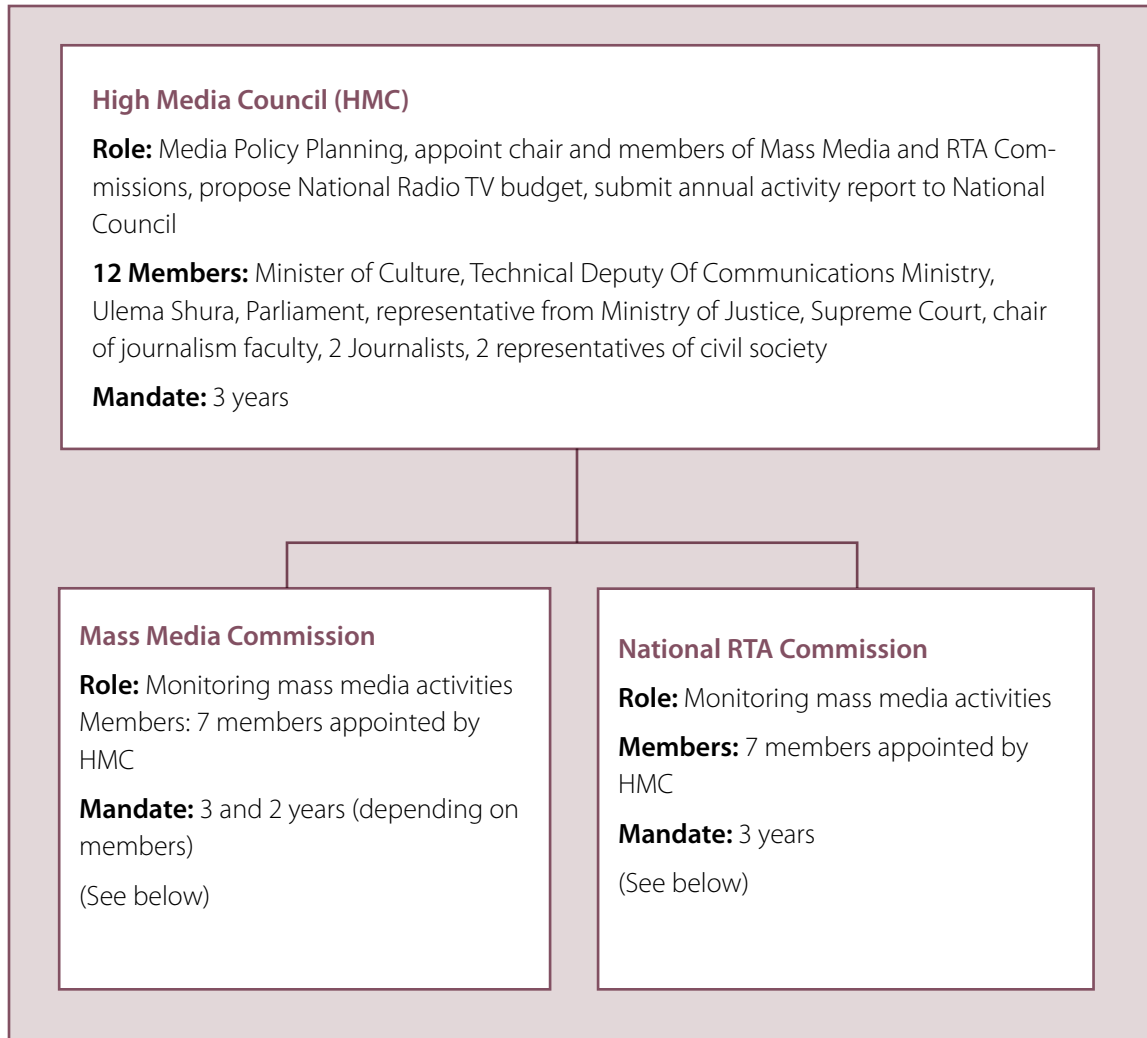 High Media Council (HMC)
Role: Media Policy Planning, appoint chair and members of Mass Media and RTA Com-
missions, propose National Radio TV budget, submit annual activity report to National
Council
12 Members: Minister of Culture, Technical Deputy Of Communications Ministry,
Ulema Shura, Parliament, representative from Ministry of Justice, Supreme Court, chair
of journalism faculty, 2 Journalists, 2 representatives of civil society
Mandate: 3 years
Mass Media Commission
Role: Monitoring mass media activities
Members: 7 members appointed by
HMC
Mandate: 3 and 2 years (depending on
members)
(See below)
National RTA Commission
Role: Monitoring mass media activities
Members: 7 members appointed by
HMC
Mandate: 3 years
(See below)